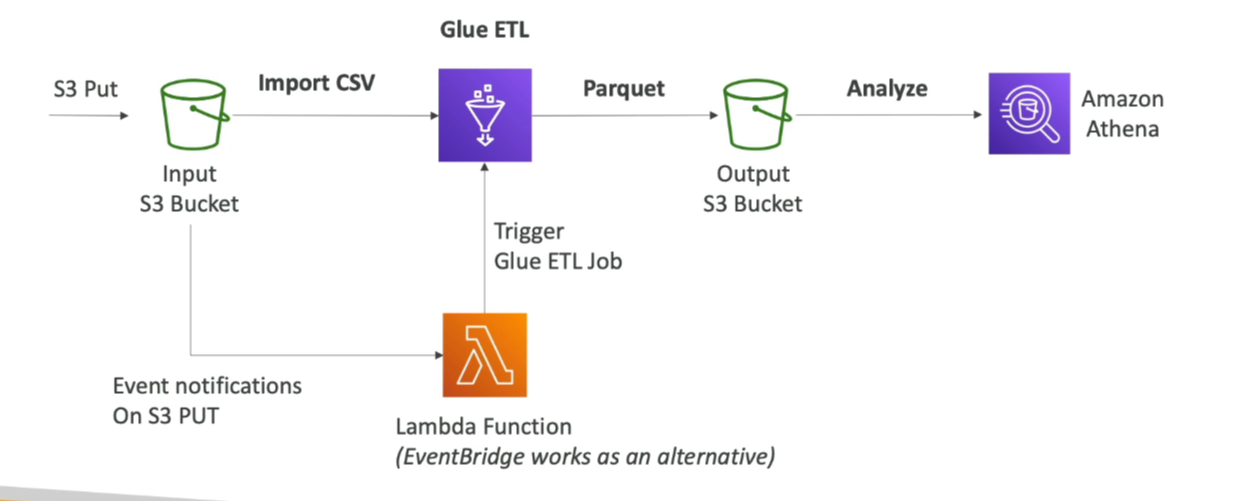 Glue ETL
S3 Put
Import CSV
Parquet
Analyze
Amazon
Athena
Input
S3 Bucket
Output
S3 Bucket
Trigger
Glue ETL Job
Event notifications
On S3 PUT
Lambda Function
(EventBridge works as an alternative)